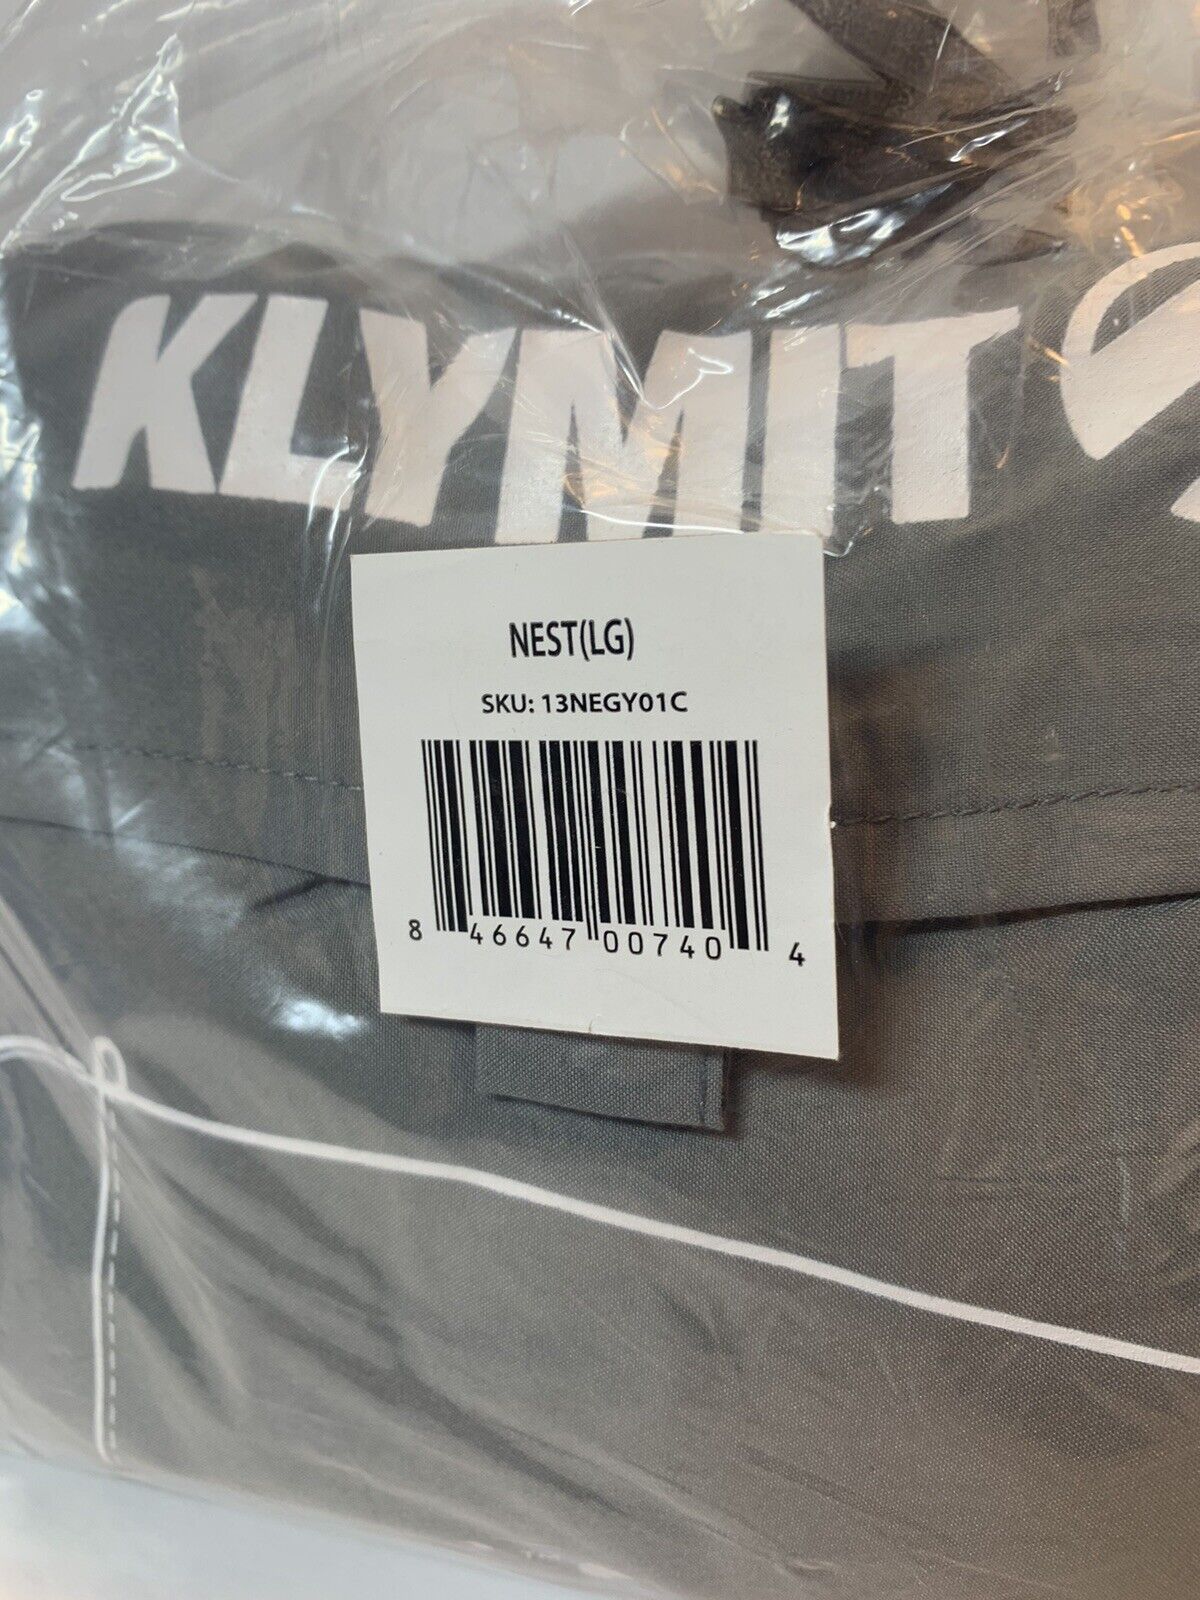 KLYMIT
NEST(LG)
SKU: 13NEGY01C
8 46647 00740 4